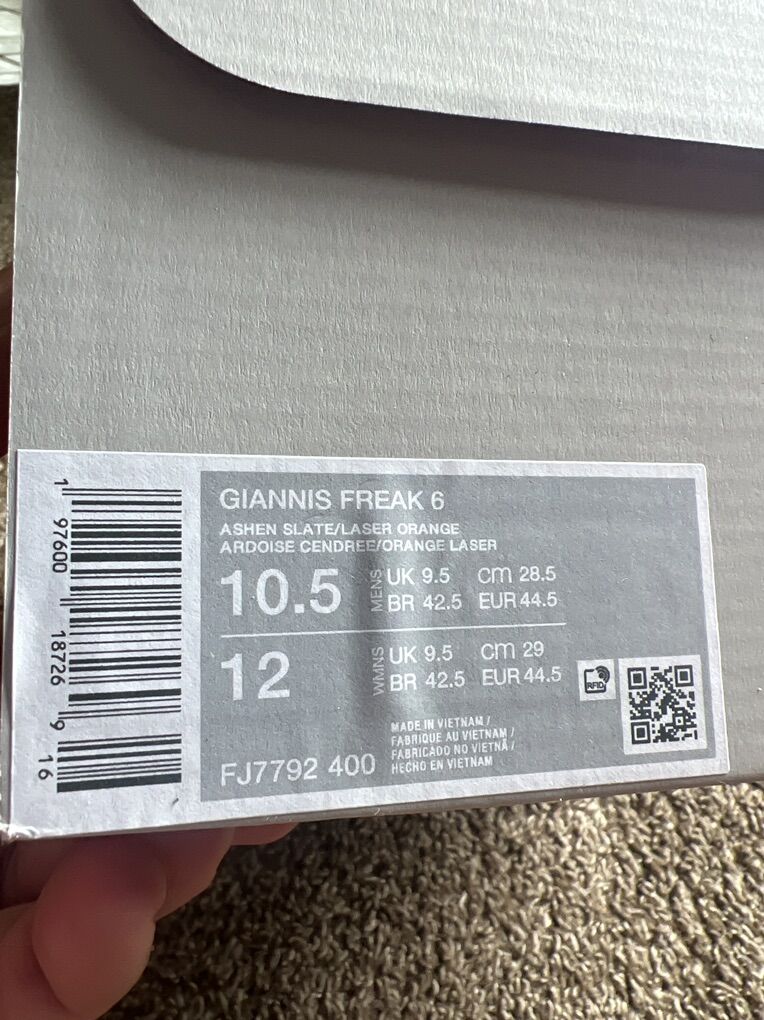 GIANNIS FREAK 6
ASHEN SLATE/LASER ORANGE
ARDOISE CENDREE/ORANGE LASER
10.5 MENS UK 9.5 cm 28.5
BR 42.5 EUR 44.5
12 WMNS UK 9.5 cm 29
BR 42.5 EUR 44.5
RFID
FJ7792 400
MADE IN VIETNAM /
FABRIQUE AU VIETNAM /
FABRICADO NO VIETNÃ /
HECHO EN VIETNAM
1 97600 18726 9 16